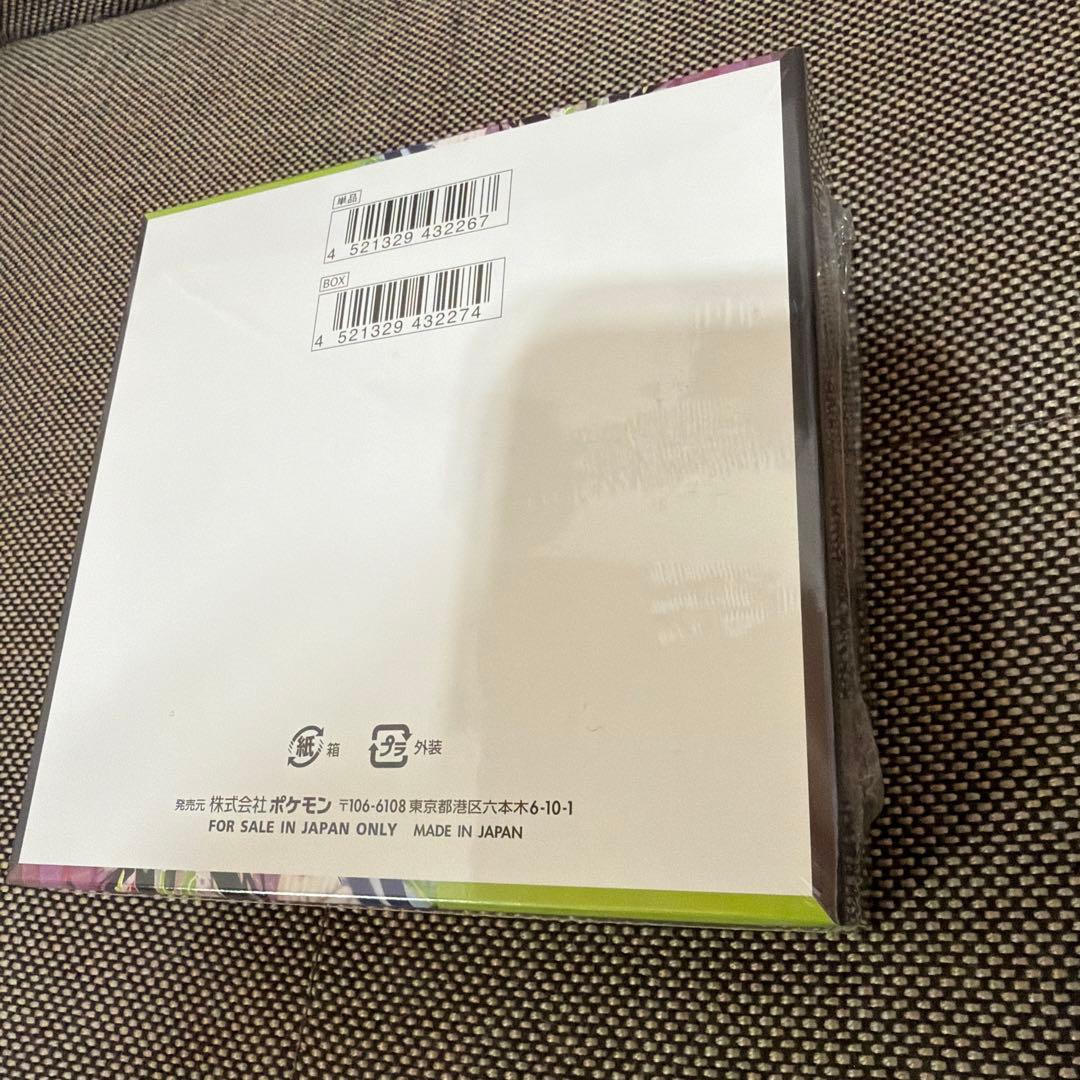 単品
4 521329 432267
BOX
4 521329 432274
紙 箱 プラ 外装
発売元 株式会社 ポケモン 〒106-6108 東京都港区六本木6-10-1
FOR SALE IN JAPAN ONLY MADE IN JAPAN